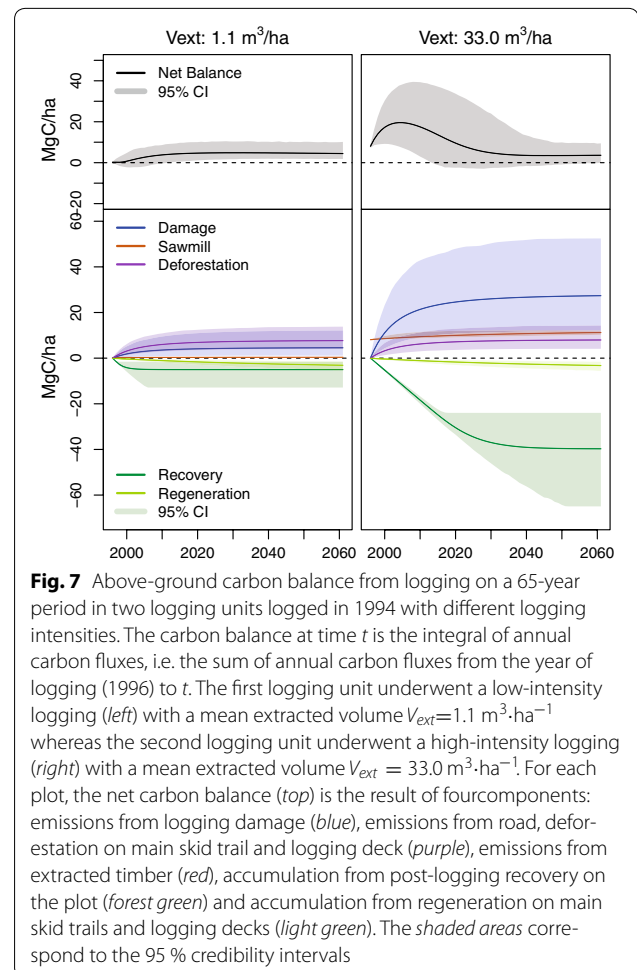 Vext: 1.1 m³/ha
Vext: 33.0 m³/ha
MgC/ha
40
20
0
-20
Net Balance
95% CI
MgC/ha
60
40
20
0
-20
-40
-60
Damage
Sawmill
Deforestation
Recovery
Regeneration
95% CI
2000 2020 2040 2060
2000 2020 2040 2060
Fig. 7 Above-ground carbon balance from logging on a 65-year
period in two logging units logged in 1994 with different logging
intensities. The carbon balance at time t is the integral of annual
carbon fluxes, i.e. the sum of annual carbon fluxes from the year of
logging (1996) to t. The first logging unit underwent a low-intensity
logging (left) with a mean extracted volume Vext=1.1 m³·ha⁻¹
whereas the second logging unit underwent a high-intensity logging
(right) with a mean extracted volume Vext = 33.0 m³·ha⁻¹. For each
plot, the net carbon balance (top) is the result of fourcomponents:
emissions from logging damage (blue), emissions from road, defor-
estation on main skid trail and logging deck (purple), emissions from
extracted timber (red), accumulation from post-logging recovery on
the plot (forest green) and accumulation from regeneration on main
skid trails and logging decks (light green). The shaded areas corre-
spond to the 95 % credibility intervals